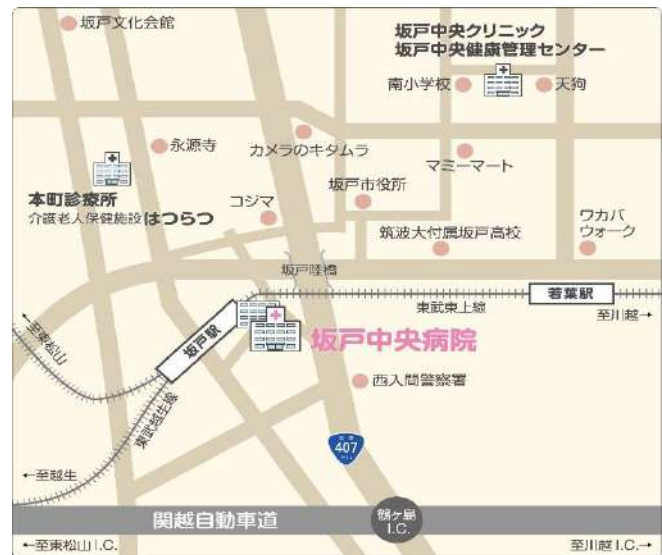 坂戸文化会館
坂戸中央クリニック
坂戸中央健康管理センター
南小学校
天狗
永源寺
カメラのキタムラ
マミーマート
本町診療所
介護老人保健施設はつらつ
コジマ
坂戸市役所
筑波大付属坂戸高校
ワカバ
ウォーク
坂戸陸橋
若葉駅
東武東上線
至川越→
坂戸駅
坂戸中央病院
←至東松山
東武越生線
西入間警察署
407
←至越生
関越自動車道
鶴ヶ島
I.C.
←至東松山I.C.
至川越I.C.→